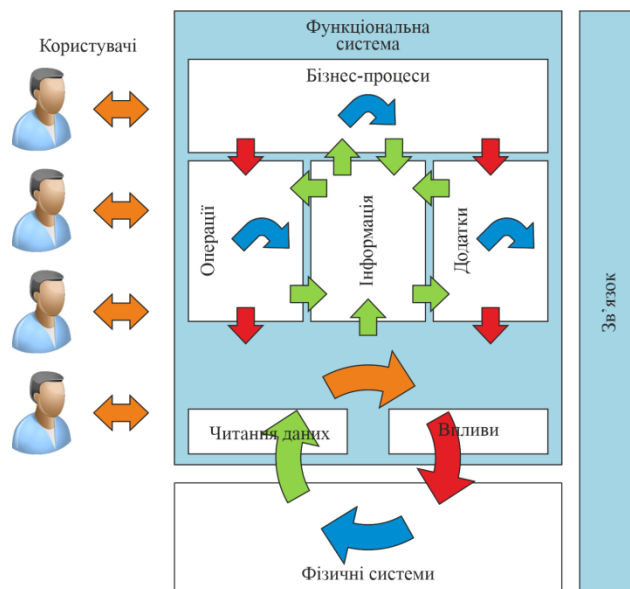 Функціональна
система
Користувачі
Бізнес-процеси
Операції
Інформація
Додатки
Зв`язок
Читання даних
Впливи
Фізичні системи